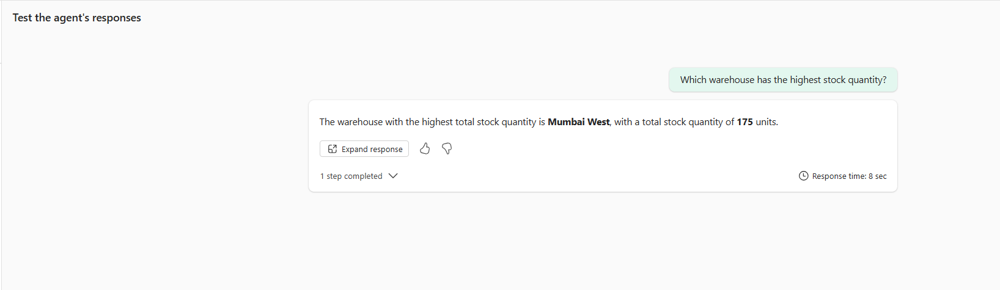 Test the agent's responses
Which warehouse has the highest stock quantity?
The warehouse with the highest total stock quantity is Mumbai West, with a total stock quantity of 175 units.
Expand response
1 step completed
Response time: 8 sec